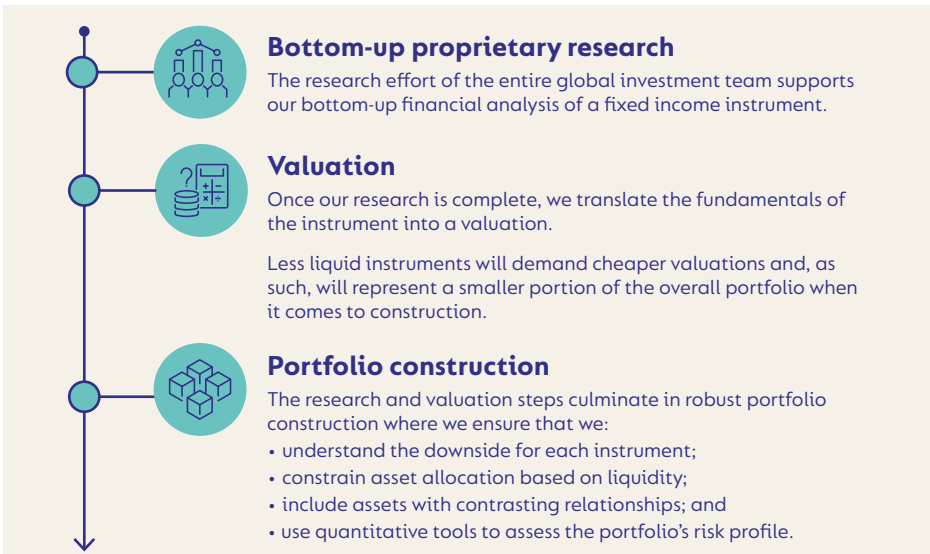 Bottom-up proprietary research
The research effort of the entire global investment team supports
our bottom-up financial analysis of a fixed income instrument.
Valuation
Once our research is complete, we translate the fundamentals of
the instrument into a valuation.
Less liquid instruments will demand cheaper valuations and, as
such, will represent a smaller portion of the overall portfolio when
it comes to construction.
Portfolio construction
The research and valuation steps culminate in robust portfolio
construction where we ensure that we:
• understand the downside for each instrument;
• constrain asset allocation based on liquidity;
• include assets with contrasting relationships; and
• use quantitative tools to assess the portfolio’s risk profile.